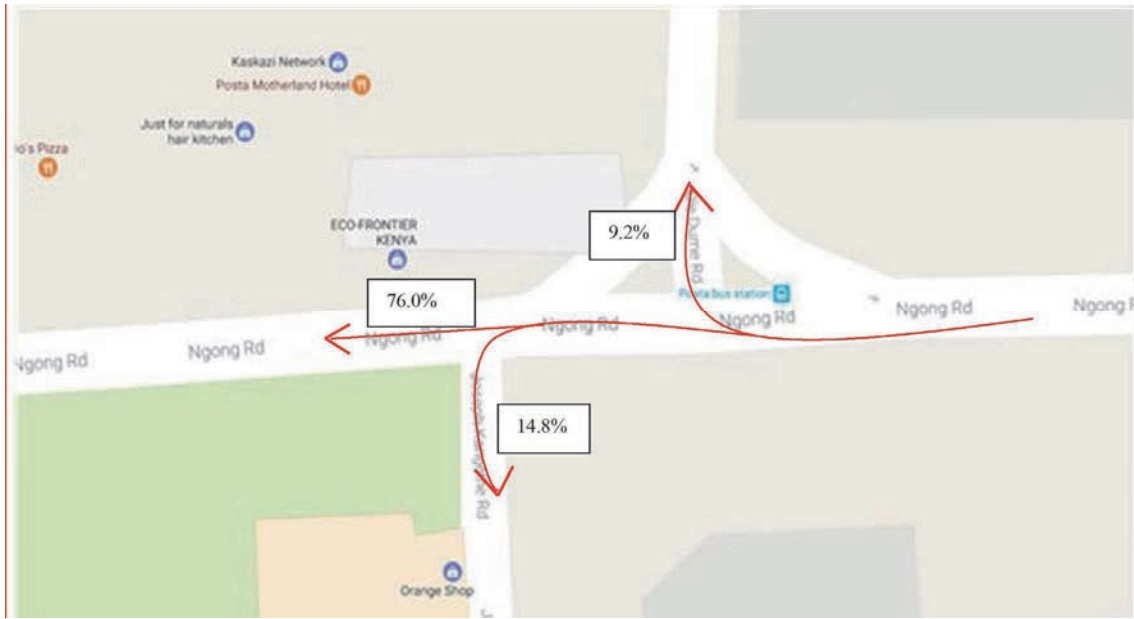 Kaskazi Network
Posta Motherland Hotel
Just for naturals
hair kitchen
o's Pizza
ECO-FRONTIER
KENYA
9.2%
Dume Rd
Posta bus station
76.0%
Ngong Rd
Ngong Rd
Ngong Rd
Ngong Rd
Ngong Rd
Ngong Rd
Ngong R
14.8%
Rd
Orange Shop
J